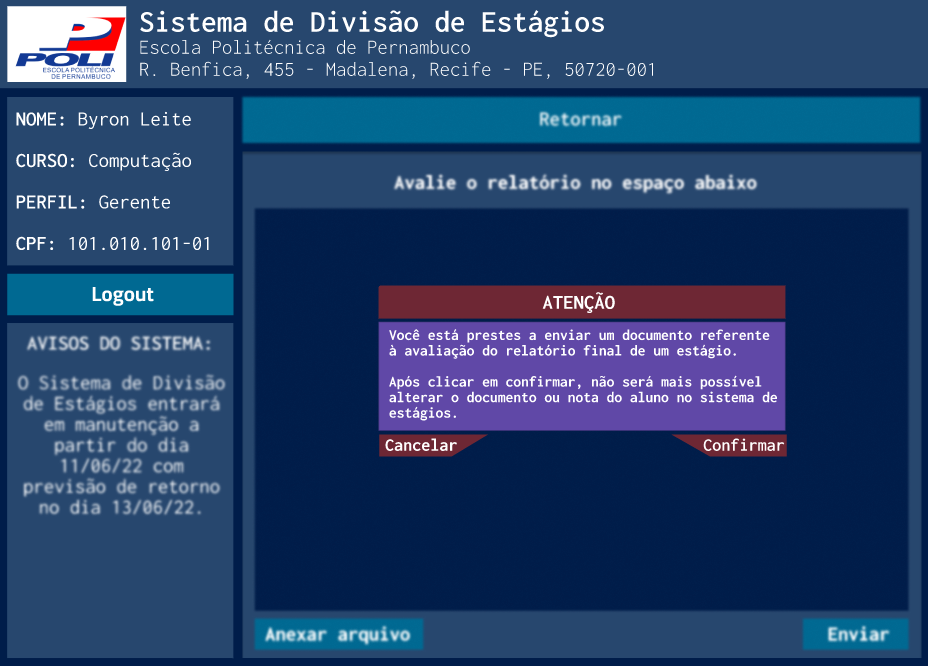 POLI
ESCOLA POLITÉCNICA
DE PERNAMBUCO
Sistema de Divisão de Estágios
Escola Politécnica de Pernambuco
R. Benfica, 455 - Madalena, Recife - PE, 50720-001
NOME: Byron Leite
CURSO: Computação
PERFIL: Gerente
CPF: 101.010.101-01
Logout
AVISOS DO SISTEMA:
O Sistema de Divisão
de Estágios entrará
em manutenção a
partir do dia
11/06/22 com
previsão de retorno
no dia 13/06/22.
Retornar
Avalie o relatório no espaço abaixo
ATENÇÃO
Você está prestes a enviar um documento referente
à avaliação do relatório final de um estágio.
Após clicar em confirmar, não será mais possível
alterar o documento ou nota do aluno no sistema de
estágios.
Cancelar
Confirmar
Anexar arquivo
Enviar